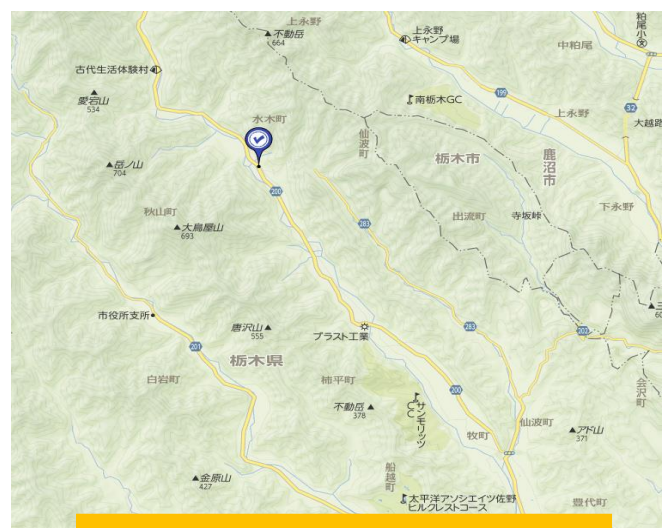 上永野
不動岳
664
上永野
キャンプ場
中粕尾
中粕尾小
古代生活体験村
愛宕山
534
南栃木GC
199
上永野
32
大越路
水木町
仙波町
栃木市
鹿沼市
岳ノ山
704
200
秋山町
大鳥屋山
693
283
出流町
寺坂峠
下永野
市役所支所
唐沢山
555
プラスト工業
283
202
201
栃木県
白岩町
柿平町
200
会沢町
不動岳
378
サンモリッツ
CC
牧町
仙波町
アド山
371
金原山
427
船越町
太平洋アソシエイツ佐野
ヒルクレストコース
豊代町